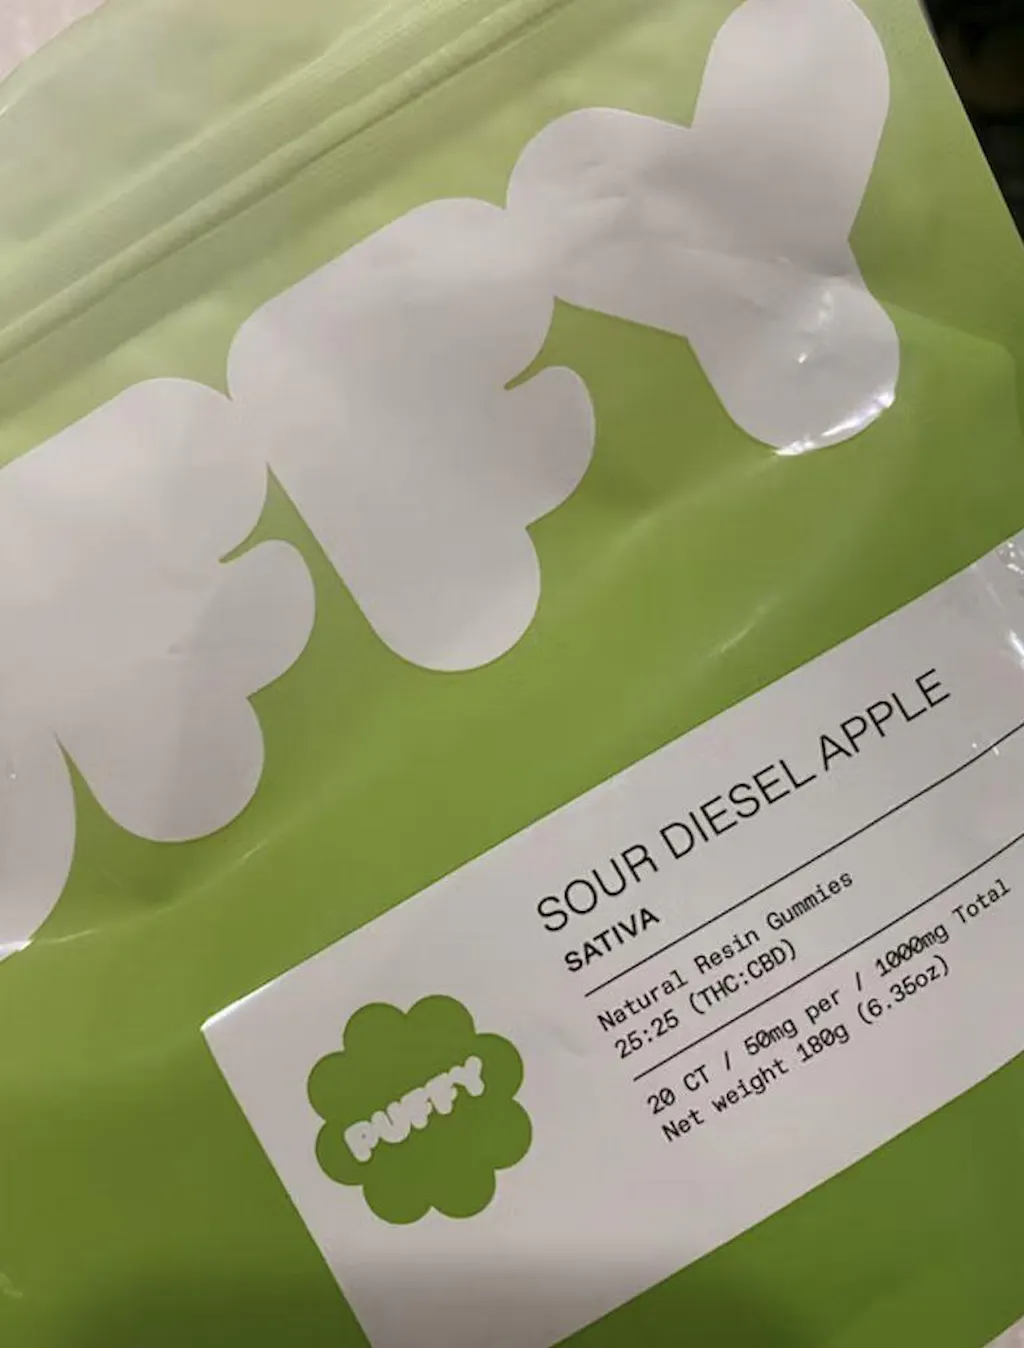 FFY
SOUR DIESEL APPLE
SATIVA
Natural Resin Gummies
25:25 (THC:CBD)
20 CT / 50mg per / 1000mg Total
Net weight 180g (6.35oz)
PUFFY